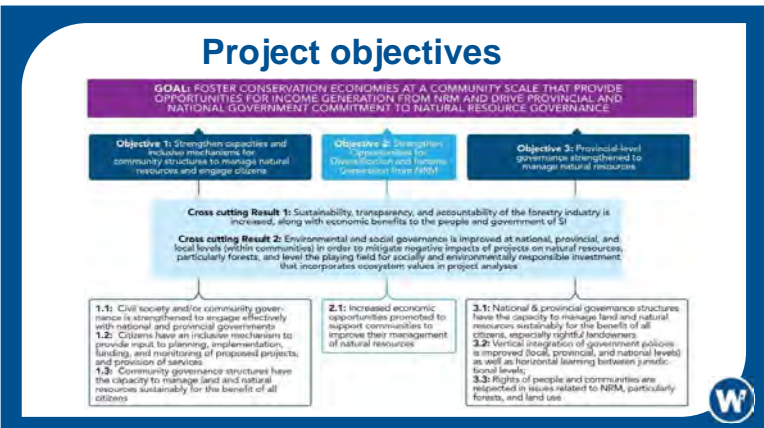 Project objectives
GOAL: FOSTER CONSERVATION ECONOMIES AT A COMMUNITY SCALE THAT PROVIDE
OPPORTUNITIES FOR INCOME GENERATION FROM NRM AND DRIVE PROVINCIAL AND
NATIONAL GOVERNMENT COMMITMENT TO NATURAL RESOURCE GOVERNANCE
Objective 1: Strengthen capacities and
inclusive mechanisms for
community structures to manage natural
resources and engage citizens
Objective 2: Strengthen
Opportunities for
Diversification and Income
Generation from NRM
Objective 3: Provincial-level
governance strengthened to
manage natural resources
Cross cutting Result 1: Sustainability, transparency, and accountability of the forestry industry is
increased, along with economic benefits to the people and government of SI
Cross cutting Result 2: Environmental and social governance is improved at national, provincial, and
local levels (within communities) in order to mitigate negative impacts of projects on natural resources,
particularly forests, and level the playing field for socially and environmentally responsible investment
that incorporates ecosystem values in project analyses
1.1: Civil society and/or community gover-
nance is strengthened to engage effectively
with national and provincial governments
1.2: Citizens have an inclusive mechanism to
provide input to planning, implementation,
funding, and monitoring of proposed projects,
and provision of services
1.3: Community governance structures have
the capacity to manage land and natural
resources sustainably for the benefit of all
citizens
2.1: Increased economic
opportunities promoted to
support communities to
improve their management
of natural resources
3.1: National & provincial governance structures
have the capacity to manage land and natural
resources sustainably for the benefit of all
citizens, especially rightful landowners
3.2: Vertical integration of government policies
is improved (local, provincial, and national levels)
as well as horizontal learning between jurisdic-
tional levels;
3.3: Rights of people and communities are
respected in issues related to NRM, particularly
forests, and land use
W